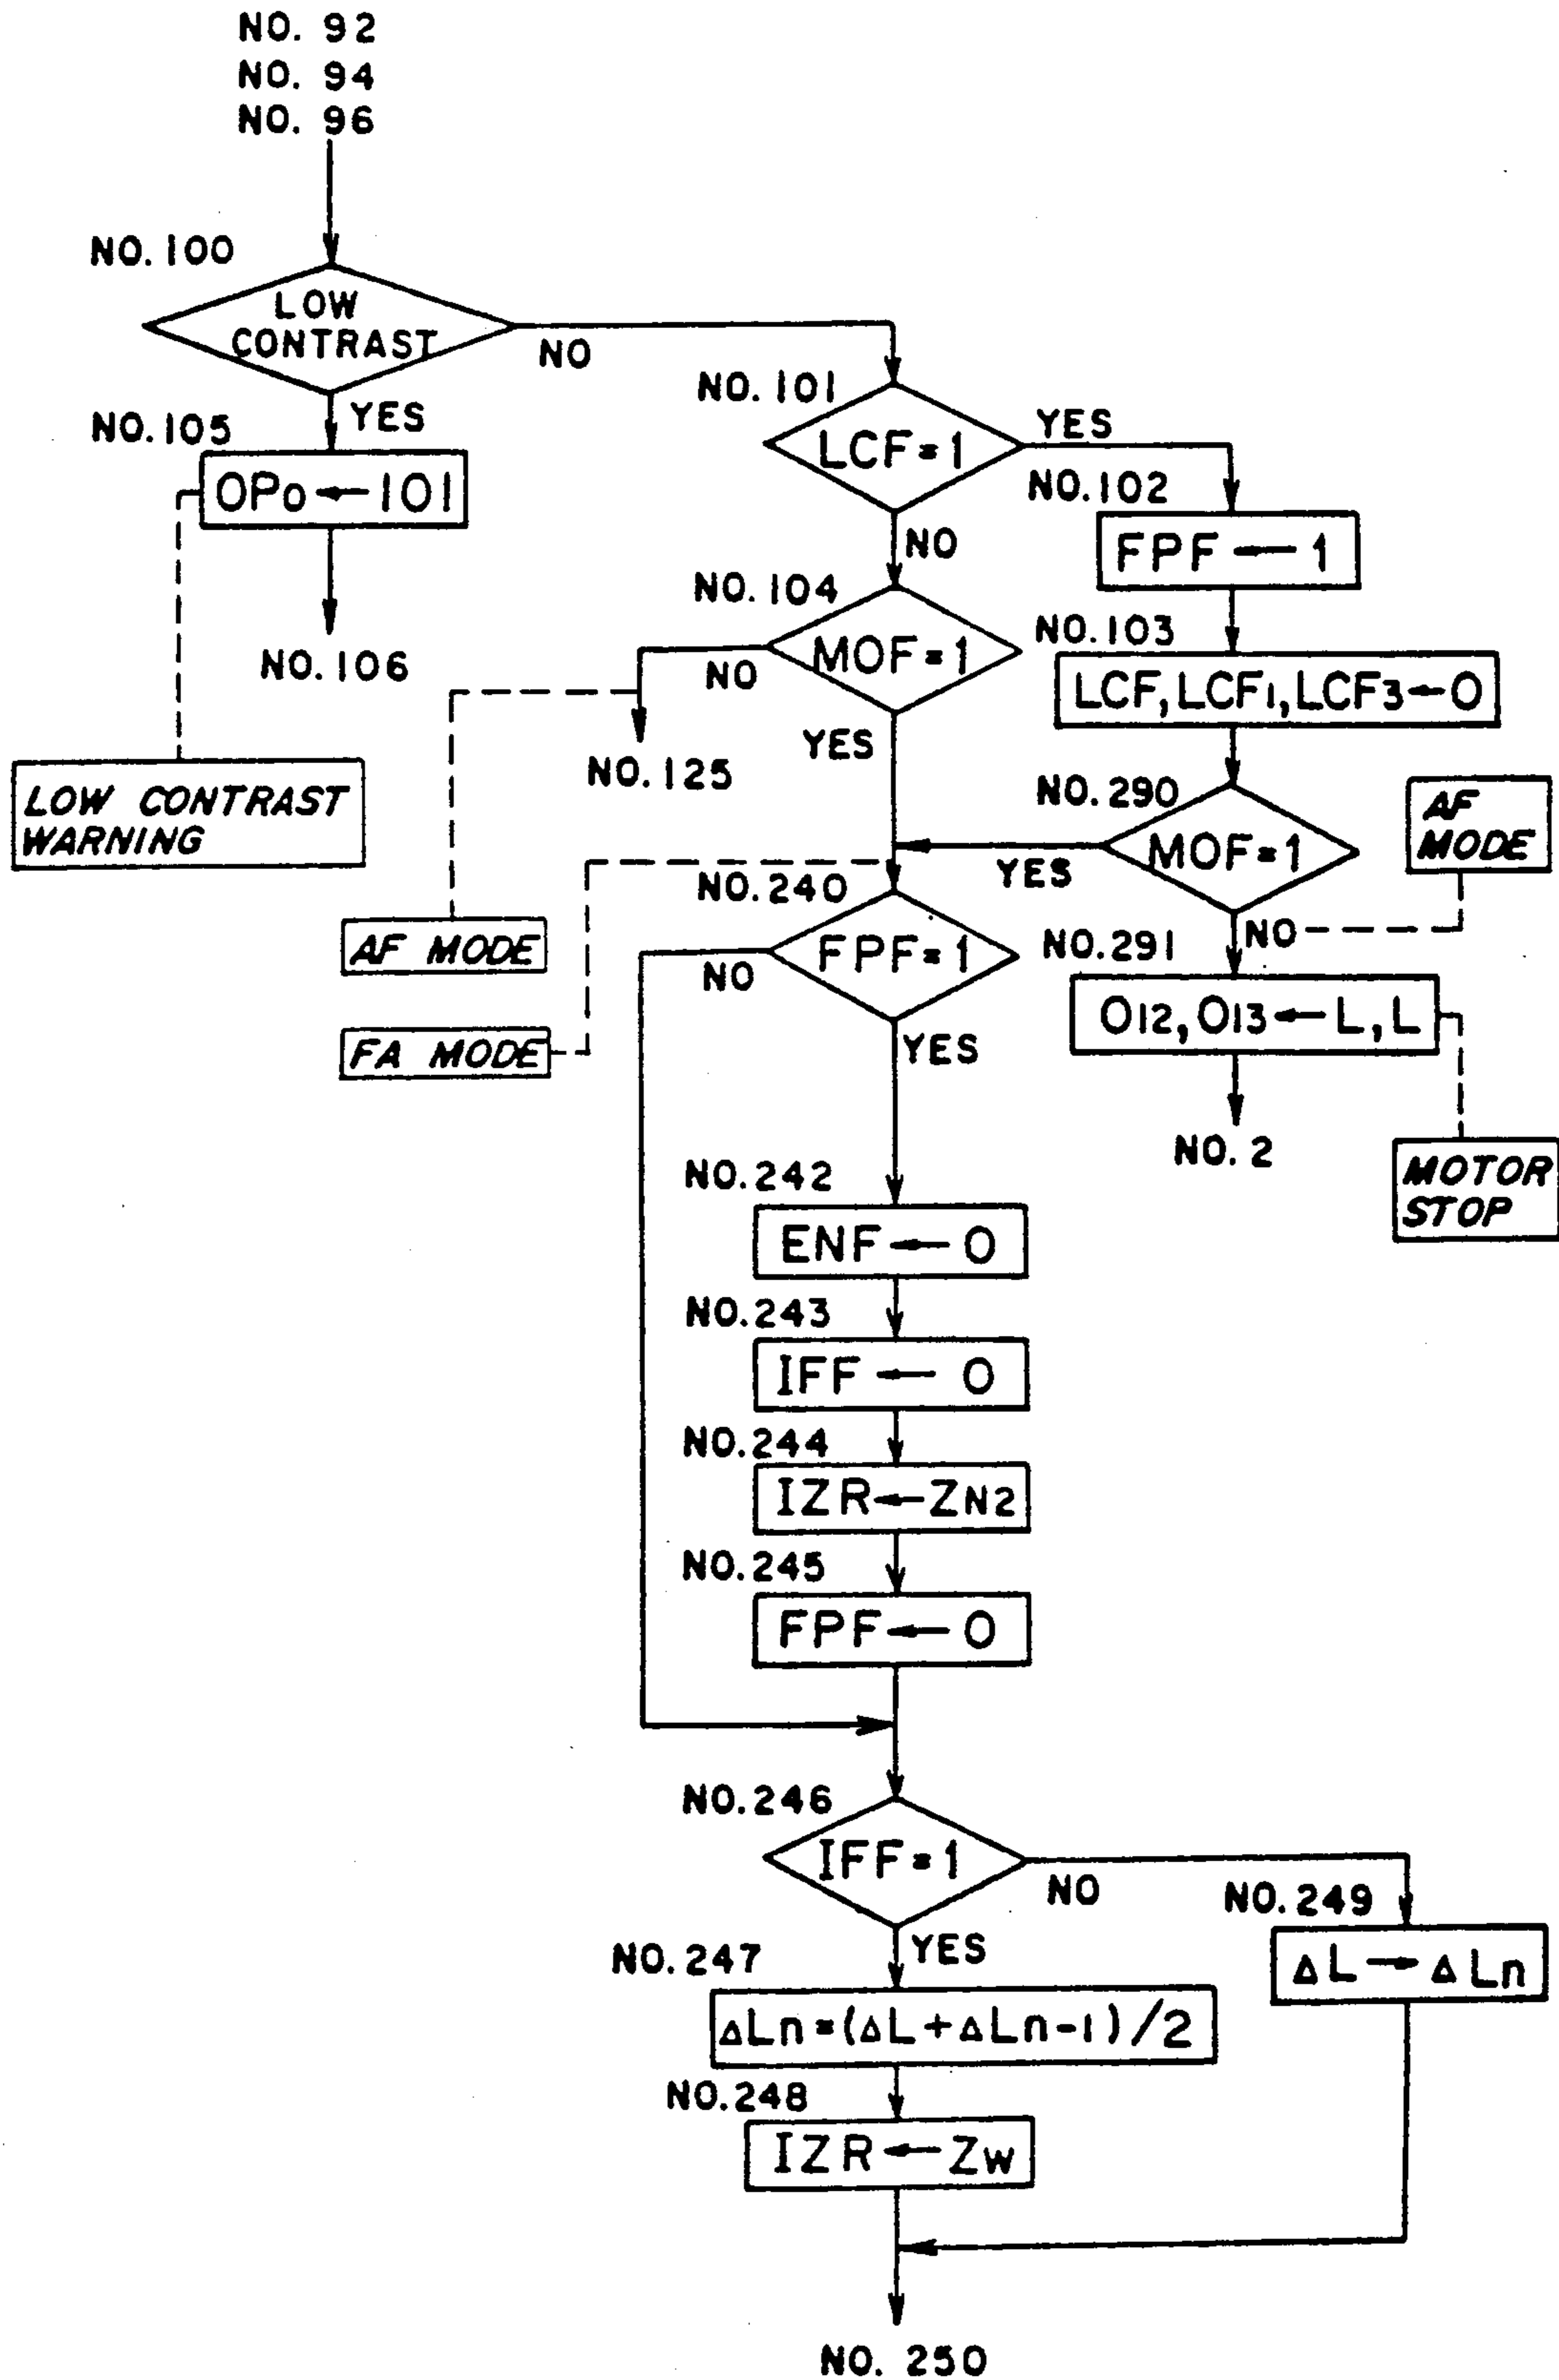 NO. 92
NO. 94
NO. 96
NO. 100
LOW
CONTRAST
NO
YES
NO. 105
OPo ← 101
NO. 106
LOW CONTRAST
WARNING
NO. 101
LCF = 1
YES
NO
NO. 102
FPF ← 1
NO. 103
LCF, LCF1, LCF3 ← 0
NO. 104
MOF = 1
NO
YES
NO. 125
NO. 290
MOF = 1
YES
NO
AF
MODE
AF MODE
FA MODE
NO. 240
FPF = 1
NO
YES
NO. 291
O12, O13 ← L, L
NO. 2
MOTOR
STOP
NO. 242
ENF ← 0
NO. 243
IFF ← 0
NO. 244
IZR ← ZN2
NO. 245
FPF ← 0
NO. 246
IFF = 1
NO
YES
NO. 249
ΔL → ΔLn
NO. 247
ΔLn = (ΔL + ΔLn-1) / 2
NO. 248
IZR ← Zw
NO. 250